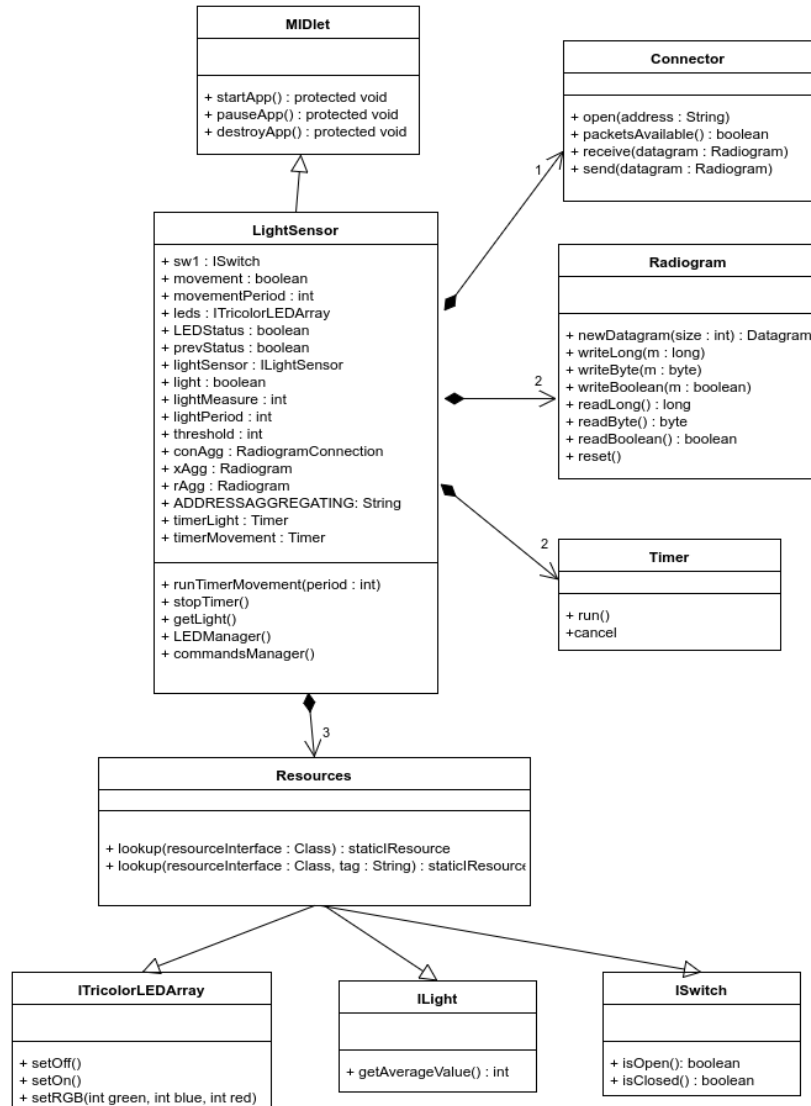 MIDlet
+ startApp() : protected void
+ pauseApp() : protected void
+ destroyApp() : protected void
Connector
+ open(address : String)
+ packetsAvailable() : boolean
+ receive(datagram : Radiogram)
+ send(datagram : Radiogram)
1
LightSensor
+ sw1 : ISwitch
+ movement : boolean
+ movementPeriod : int
+ leds : ITricolorLEDArray
+ LEDStatus : boolean
+ prevStatus : boolean
+ lightSensor : ILightSensor
+ light : boolean
+ lightMeasure : int
+ lightPeriod : int
+ threshold : int
+ conAgg : RadiogramConnection
+ xAgg : Radiogram
+ rAgg : Radiogram
+ ADDRESSAGGREGATING: String
+ timerLight : Timer
+ timerMovement : Timer
+ runTimerMovement(period : int)
+ stopTimer()
+ getLight()
+ LEDManager()
+ commandsManager()
Radiogram
+ newDatagram(size : int) : Datagram
+ writeLong(m : long)
+ writeByte(m : byte)
+ writeBoolean(m : boolean)
+ readLong() : long
+ readByte() : byte
+ readBoolean() : boolean
+ reset()
2
2
Timer
+ run()
+cancel
3
Resources
+ lookup(resourceInterface : Class) : staticIResource
+ lookup(resourceInterface : Class, tag : String) : staticIResource
ITricolorLEDArray
+ setOff()
+ setOn()
+ setRGB(int green, int blue, int red)
ILight
+ getAverageValue() : int
ISwitch
+ isOpen(): boolean
+ isClosed() : boolean